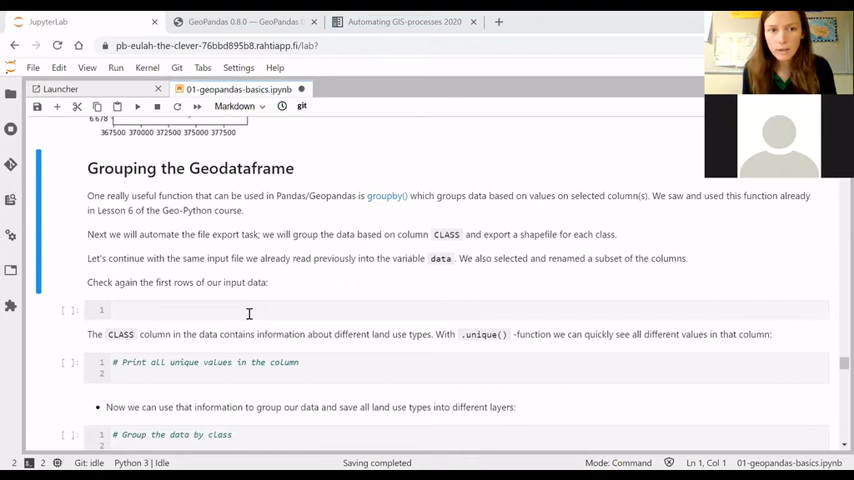 JupyterLab
GeoPandas 0.8.0 — GeoPandas 0
Automating GIS-processes 2020
pb-eulah-the-clever-76bbd895b8.rahtiapp.fi/lab?
File Edit View Run Kernel Git Tabs Settings Help
Launcher
01-geopandas-basics.ipynb
Markdown
git
6.678
367500 370000 372500 375000 377500
Grouping the Geodataframe
One really useful function that can be used in Pandas/Geopandas is groupby() which groups data based on values on selected column(s). We saw and used this function already
in Lesson 6 of the Geo-Python course.
Next we will automate the file export task; we will group the data based on column CLASS and export a shapefile for each class.
Let's continue with the same input file we already read previously into the variable data. We also selected and renamed a subset of the columns.
Check again the first rows of our input data:
[ ]: 1
The CLASS column in the data contains information about different land use types. With .unique() -function we can quickly see all different values in that column:
[ ]: 1 # Print all unique values in the column
2
• Now we can use that information to group our data and save all land use types into different layers:
[ ]: 1 # Group the data by class
2
2 2 Git: idle Python 3 | Idle Saving completed Mode: Command Ln 1, Col 1 01-geopandas-basics.ipynb